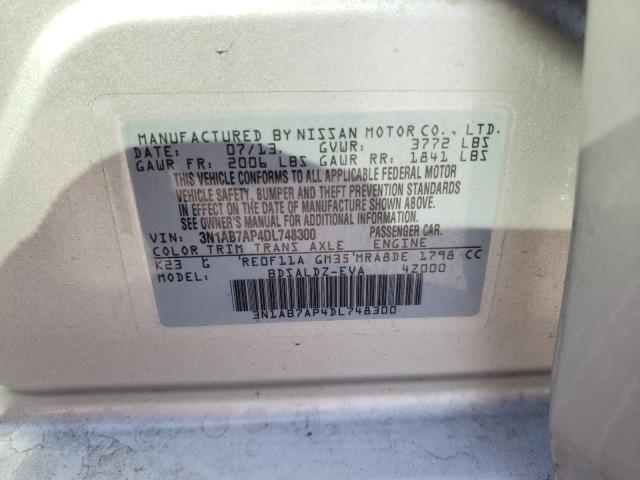 MANUFACTURED BY NISSAN MOTOR CO., LTD.
DATE: 07/13. GVWR: 3772 LBS
GAWR FR: 2006 LBS GAWR RR: 1841 LBS
THIS VEHICLE CONFORMS TO ALL APPLICABLE FEDERAL MOTOR
VEHICLE SAFETY, BUMPER AND THEFT PREVENTION STANDARDS
IN EFFECT ON THE DATE OF MANUFACTURE SHOWN ABOVE.
SEE OWNER'S MANUAL FOR ADDITIONAL INFORMATION
VIN: 3N1AB7AP4DL748300 PASSENGER CAR.
COLOR TRIM TRANS AXLE ENGINE
K23 G RE0F11A GM35 MRA8DE 1798 CC
MODEL: BDSALDZ-EVA 4Z000
3N1AB7AP4DL748300